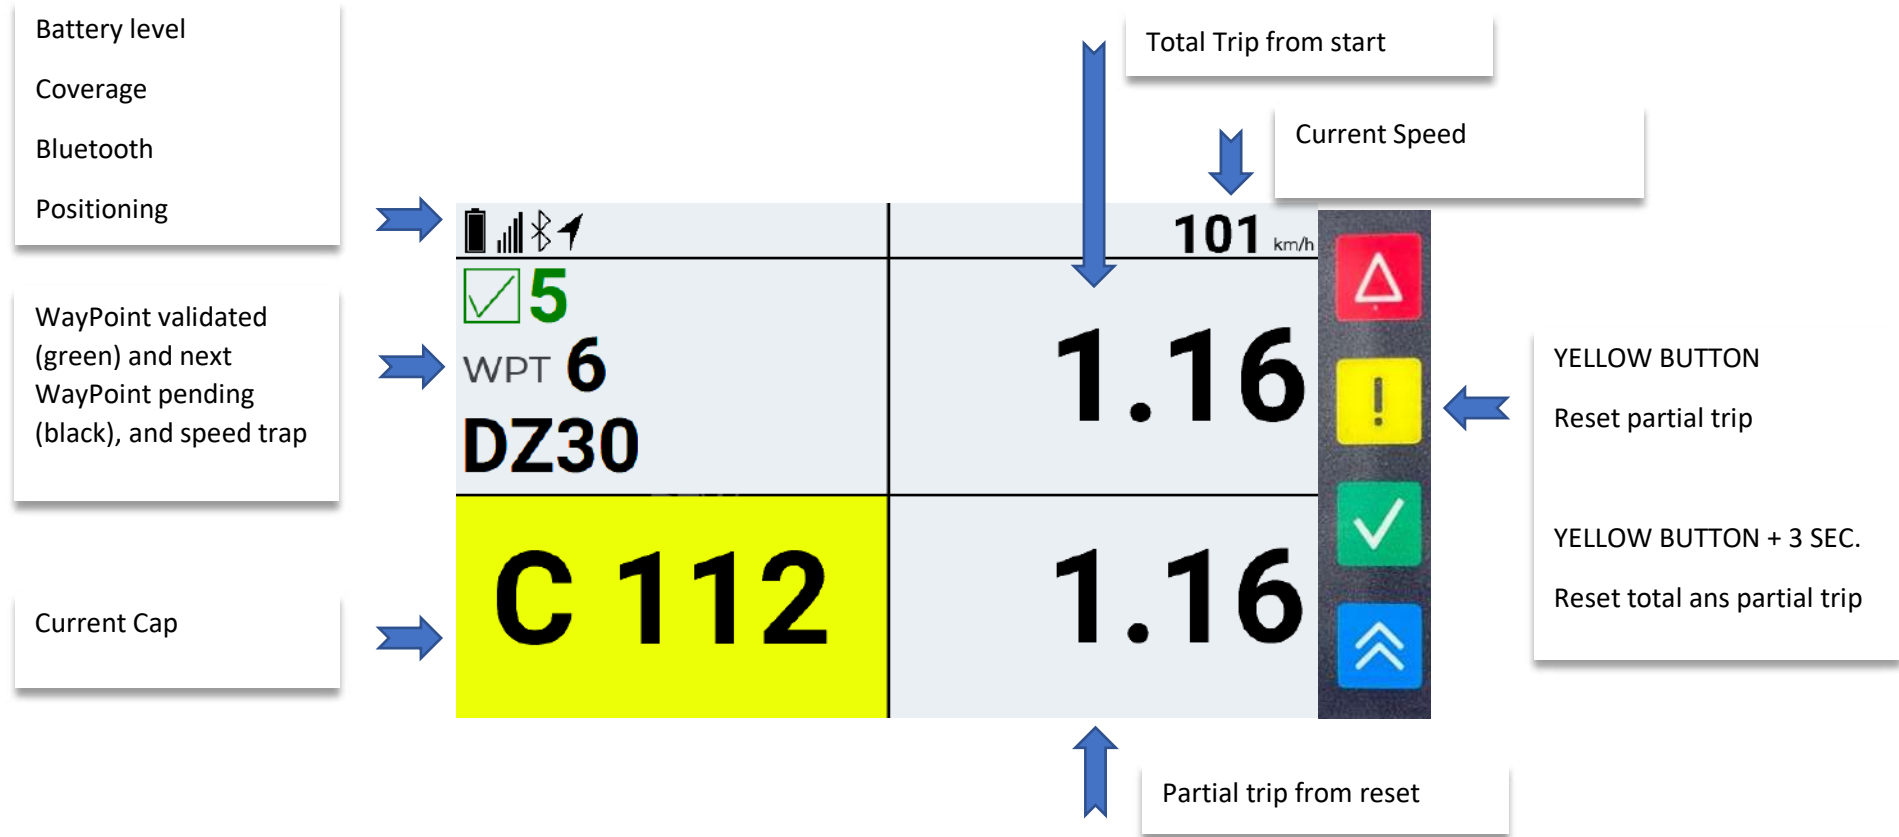 Battery level
Coverage
Bluetooth
Positioning
Total Trip from start
Current Speed
101 km/h
5
WPT 6
DZ30
1.16
WayPoint validated
(green) and next
WayPoint pending
(black), and speed trap
!
YELLOW BUTTON
Reset partial trip
YELLOW BUTTON + 3 SEC.
Reset total ans partial trip
C 112
1.16
Current Cap
Partial trip from reset